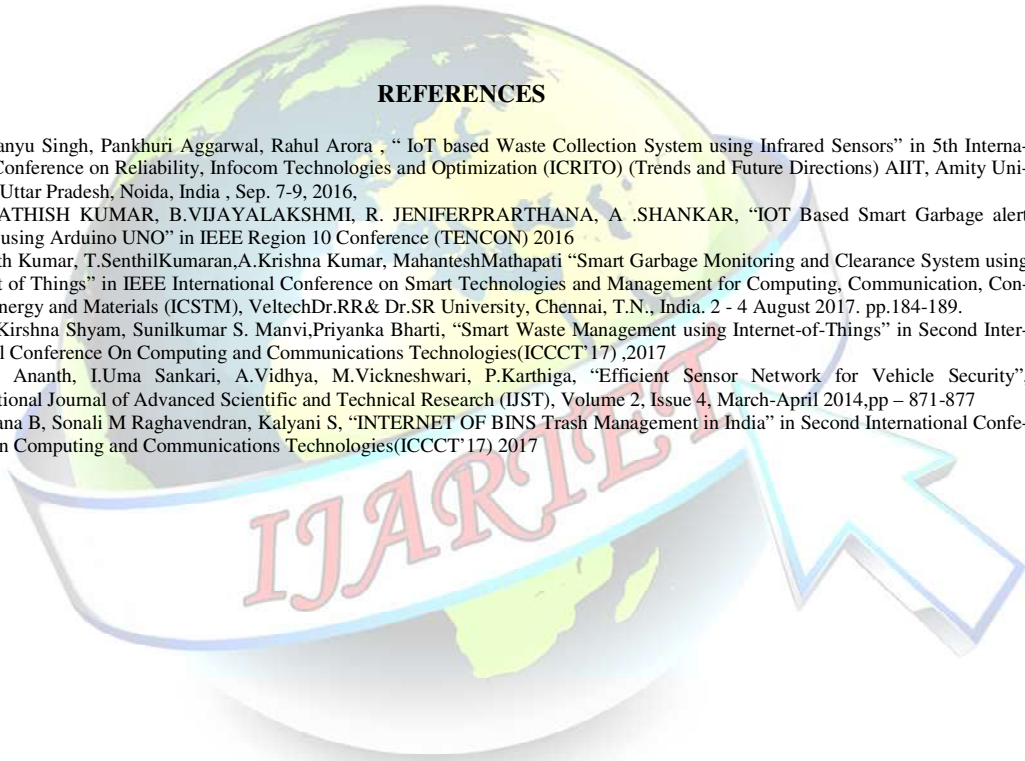 REFERENCES
anyu Singh, Pankhuri Aggarwal, Rahul Arora , “ IoT based Waste Collection System using Infrared Sensors” in 5th Interna-
Conference on Reliability, Infocom Technologies and Optimization (ICRITO) (Trends and Future Directions) AIIT, Amity Uni-
Uttar Pradesh, Noida, India , Sep. 7-9, 2016,
ATHISH KUMAR, B.VIJAYALAKSHMI, R. JENIFERPRARTHANA, A .SHANKAR, “IOT Based Smart Garbage alert
using Arduino UNO” in IEEE Region 10 Conference (TENCON) 2016
th Kumar, T.SenthilKumaran,A.Krishna Kumar, MahanteshMathapati “Smart Garbage Monitoring and Clearance System using
t of Things” in IEEE International Conference on Smart Technologies and Management for Computing, Communication, Con-
nergy and Materials (ICSTM), VeltechDr.RR& Dr.SR University, Chennai, T.N., India. 2 - 4 August 2017. pp.184-189.
Kirshna Shyam, Sunilkumar S. Manvi,Priyanka Bharti, “Smart Waste Management using Internet-of-Things” in Second Inter-
l Conference On Computing and Communications Technologies(ICCCT’17) ,2017
Ananth, I.Uma Sankari, A.Vidhya, M.Vickneshwari, P.Karthiga, “Efficient Sensor Network for Vehicle Security”,
tional Journal of Advanced Scientific and Technical Research (IJST), Volume 2, Issue 4, March-April 2014,pp – 871-877
ana B, Sonali M Raghavendran, Kalyani S, “INTERNET OF BINS Trash Management in India” in Second International Confe-
n Computing and Communications Technologies(ICCCT’17) 2017
IJARTET